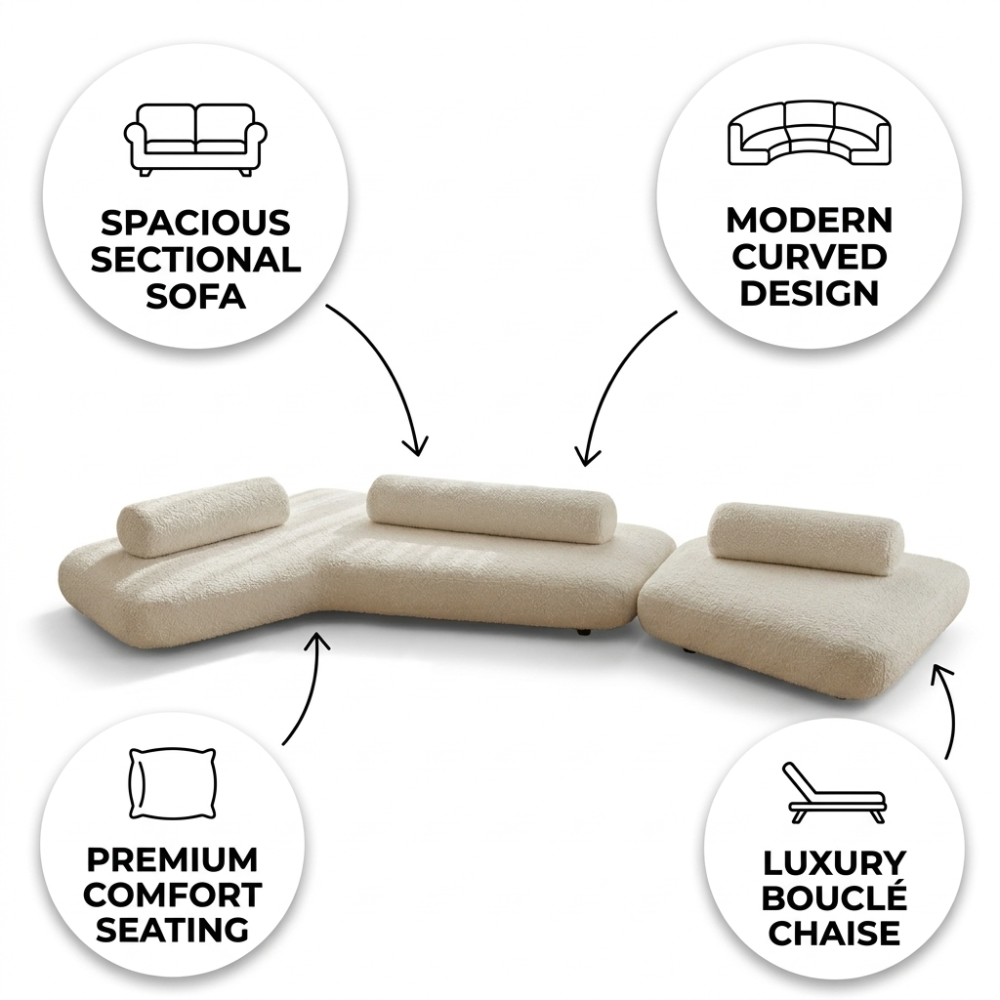 SPACIOUS
SECTIONAL
SOFA
MODERN
CURVED
DESIGN
PREMIUM
COMFORT
SEATING
LUXURY
BOUCLÉ
CHAISE